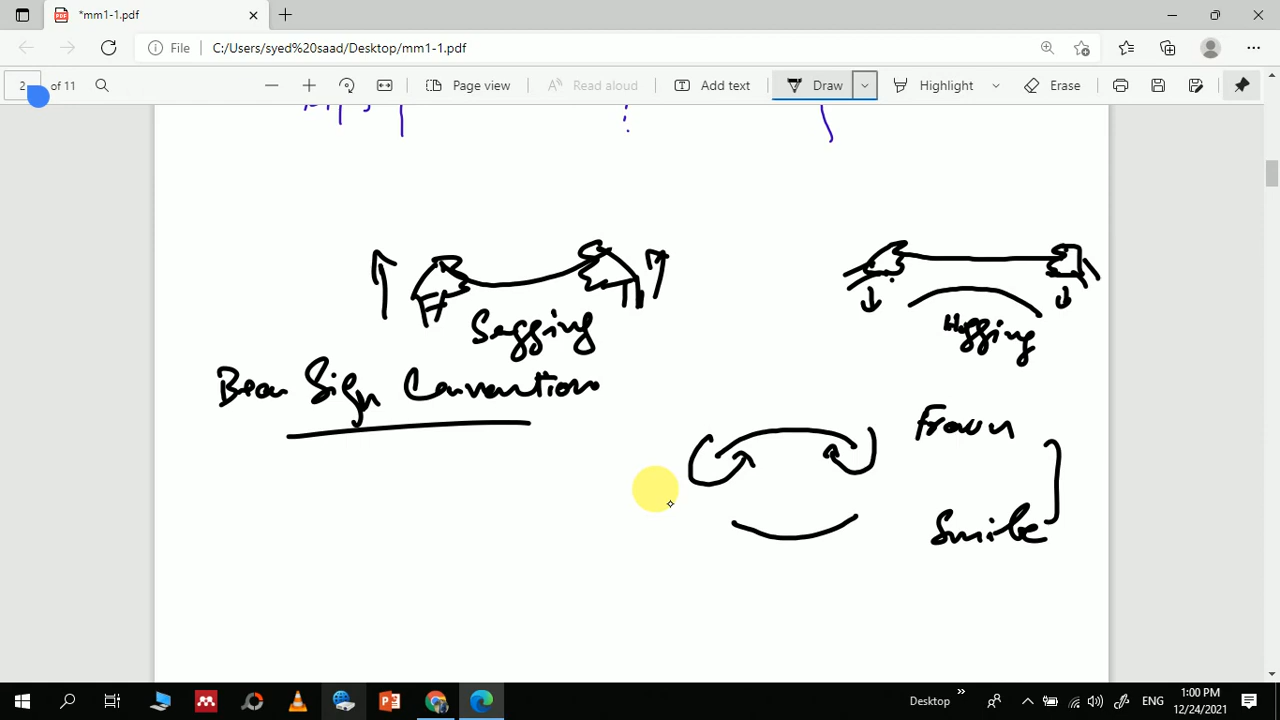 *mm1-1.pdf
File C:/Users/syed%20saad/Desktop/mm1-1.pdf
2 of 11 Page view Read aloud Add text Draw Highlight Erase
Sagging
Hogging
Beam Sign Convention
Frown
Smile
Desktop ENG 1:00 PM
12/24/2021